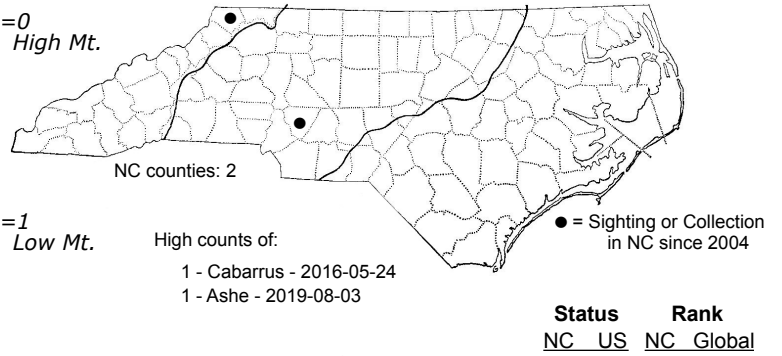 =0
High Mt.
NC counties: 2
=1
Low Mt.
High counts of:
1 - Cabarrus - 2016-05-24
1 - Ashe - 2019-08-03
● = Sighting or Collection
in NC since 2004
Status Rank
NC US NC Global